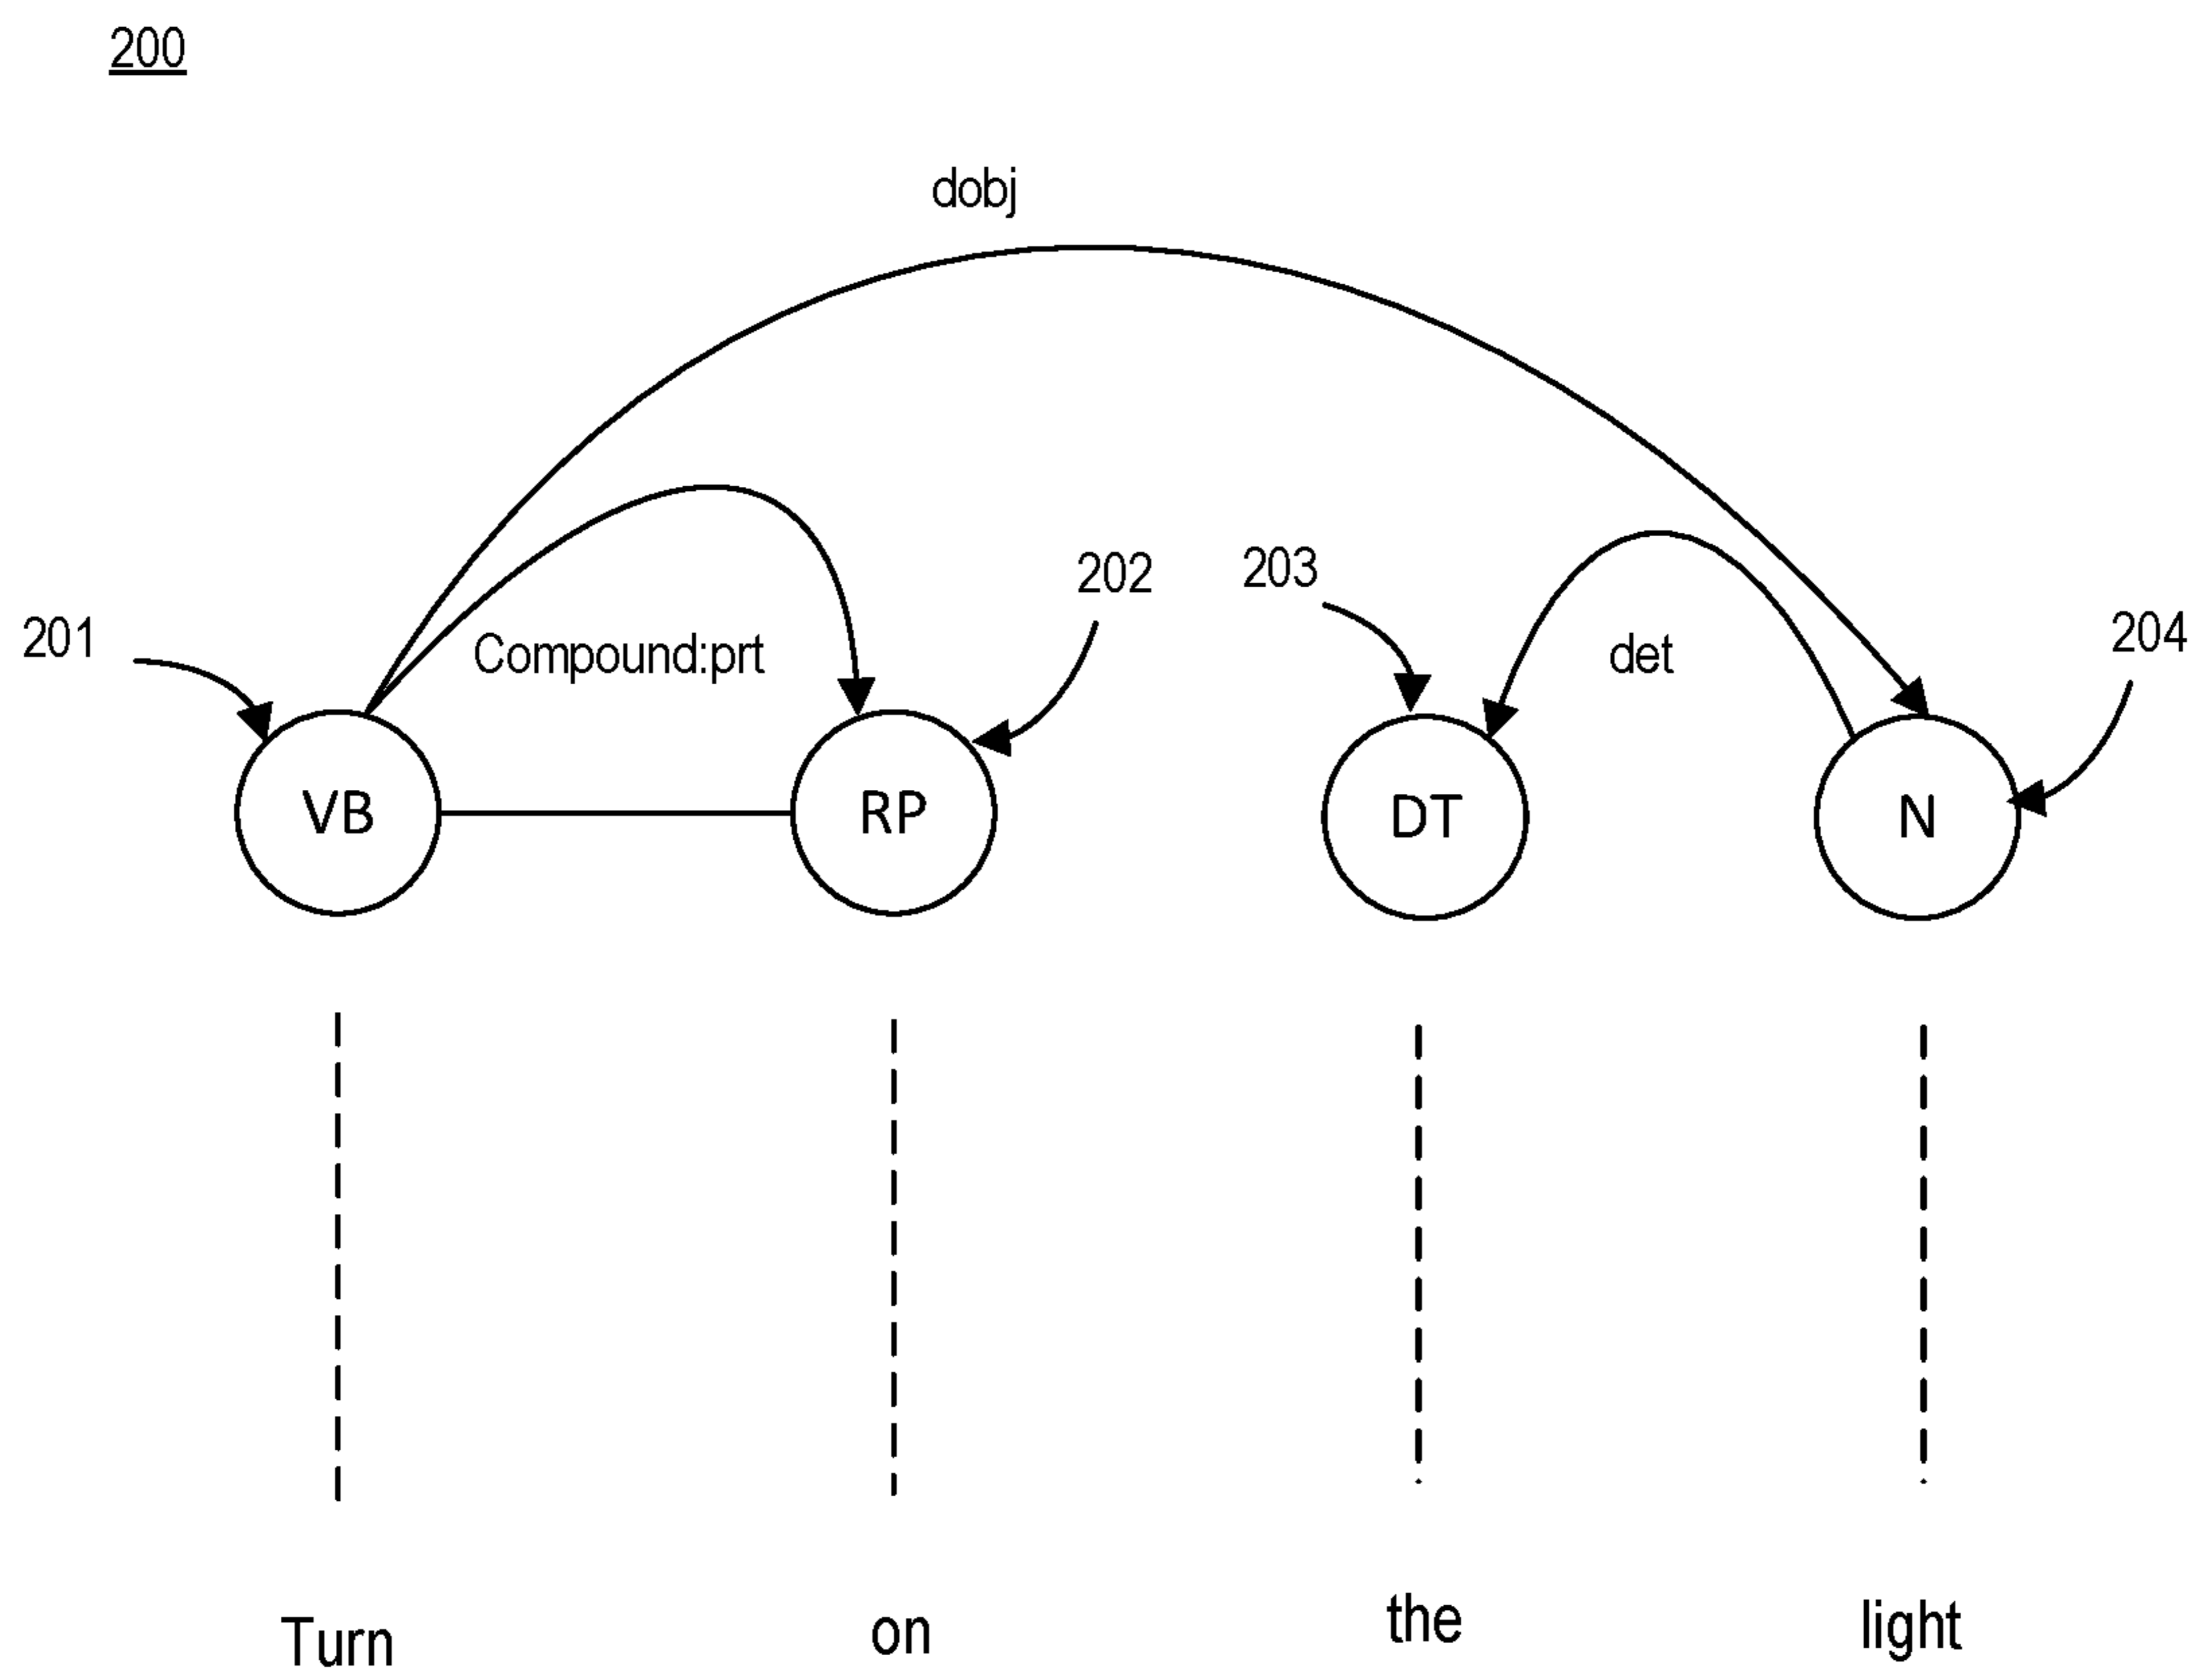 200
dobj
202
203
201
Compound:prt
det
204
VB
RP
DT
N
Turn
on
the
light